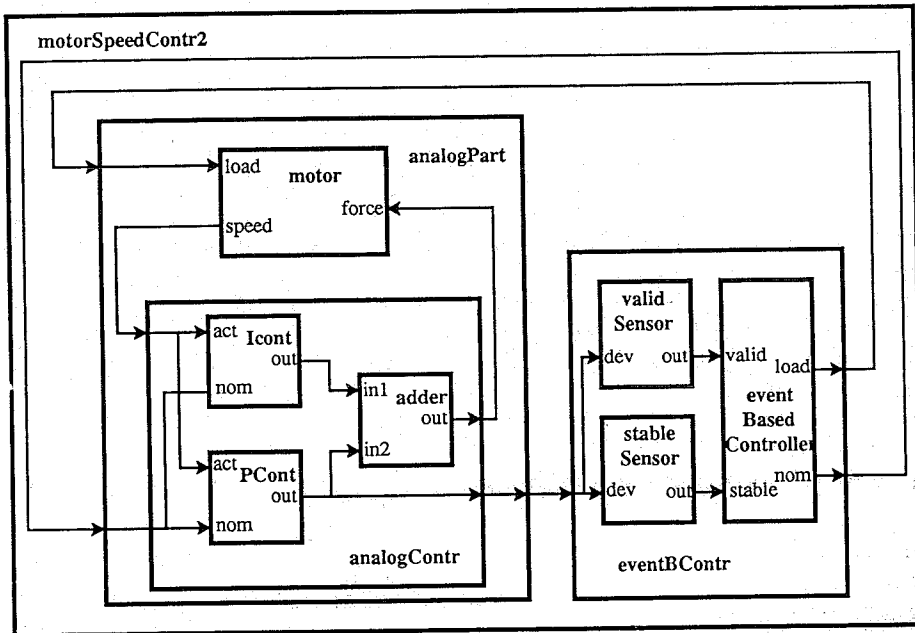 motorSpeedContr2
analogPart
load
motor
force
speed
act
Icont
out
nom
in1
adder
out
in2
act
PCont
out
nom
analogContr
valid
Sensor
dev
out
stable
Sensor
dev
out
valid
load
event
Based
Controller
nom
stable
eventBContr